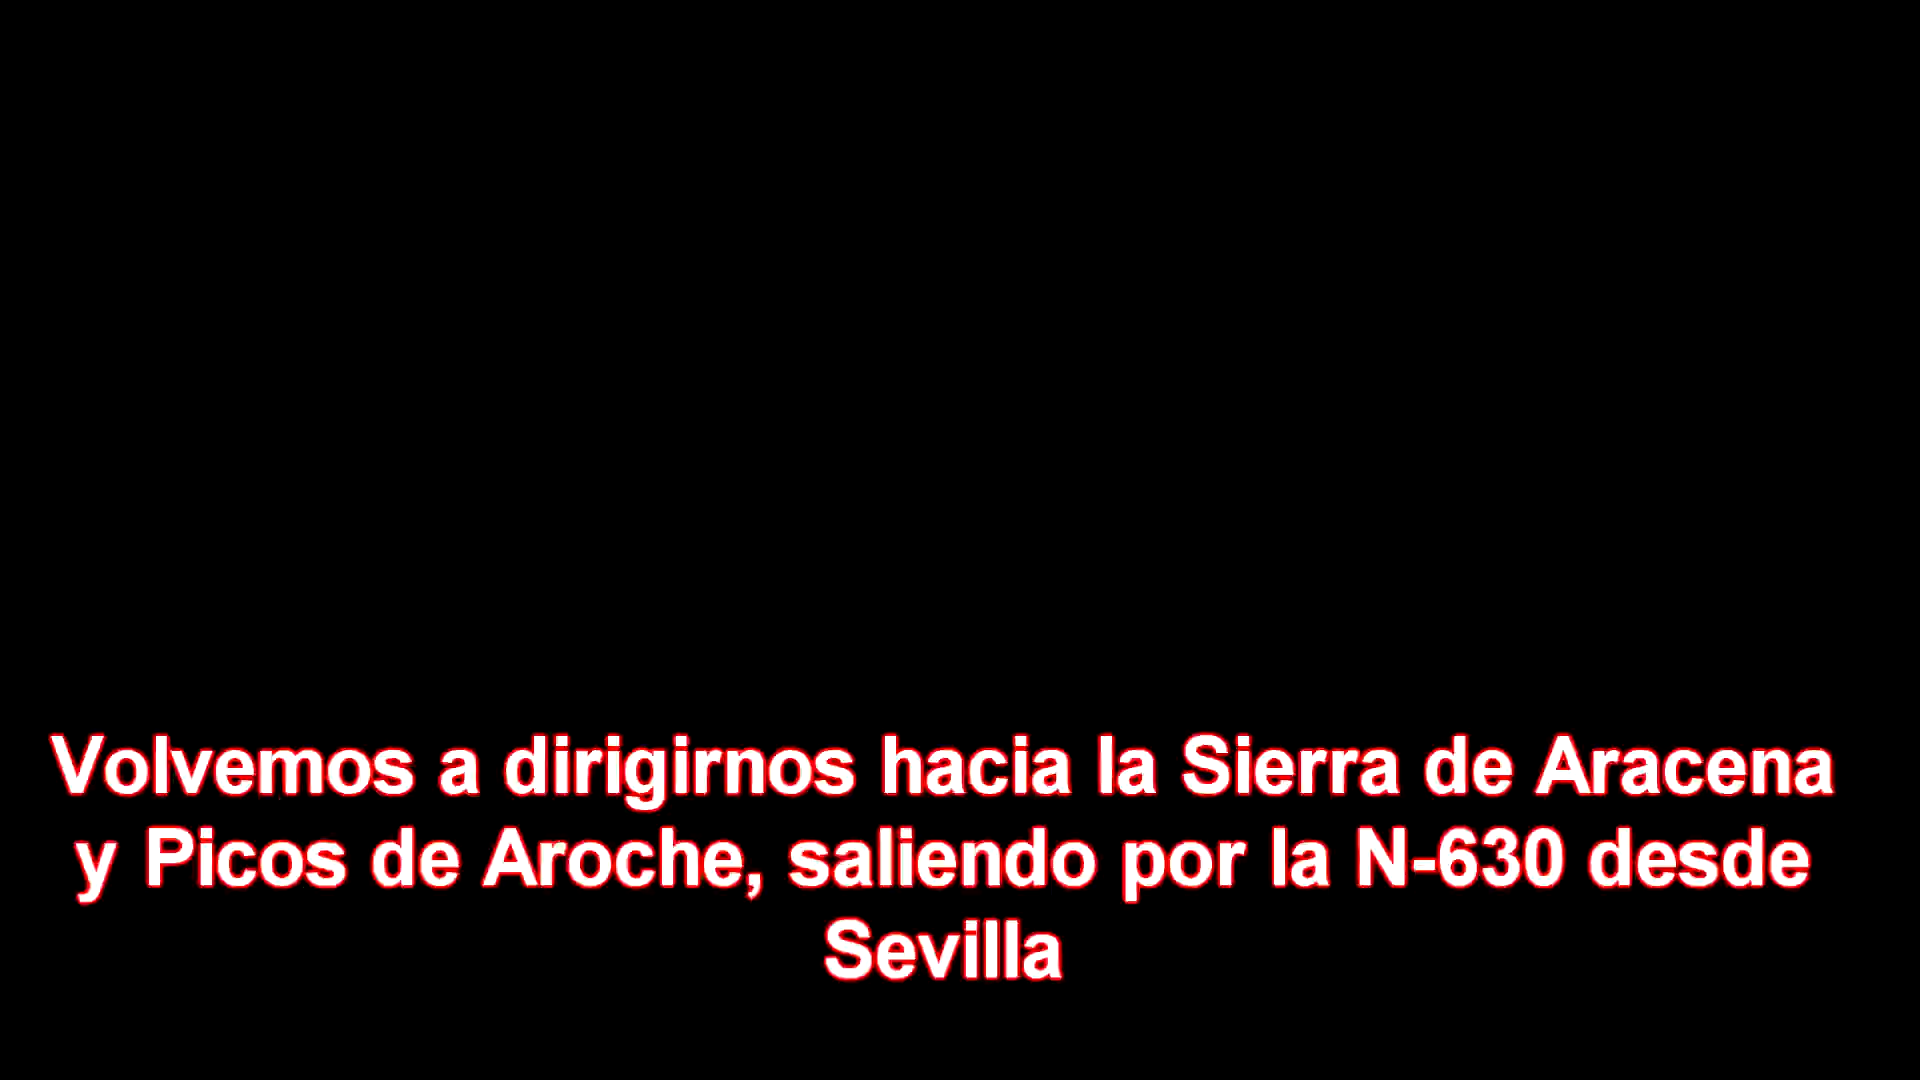 Volvemos a dirigirnos hacia la Sierra de Aracena
y Picos de Aroche, saliendo por la N-630 desde
Sevilla